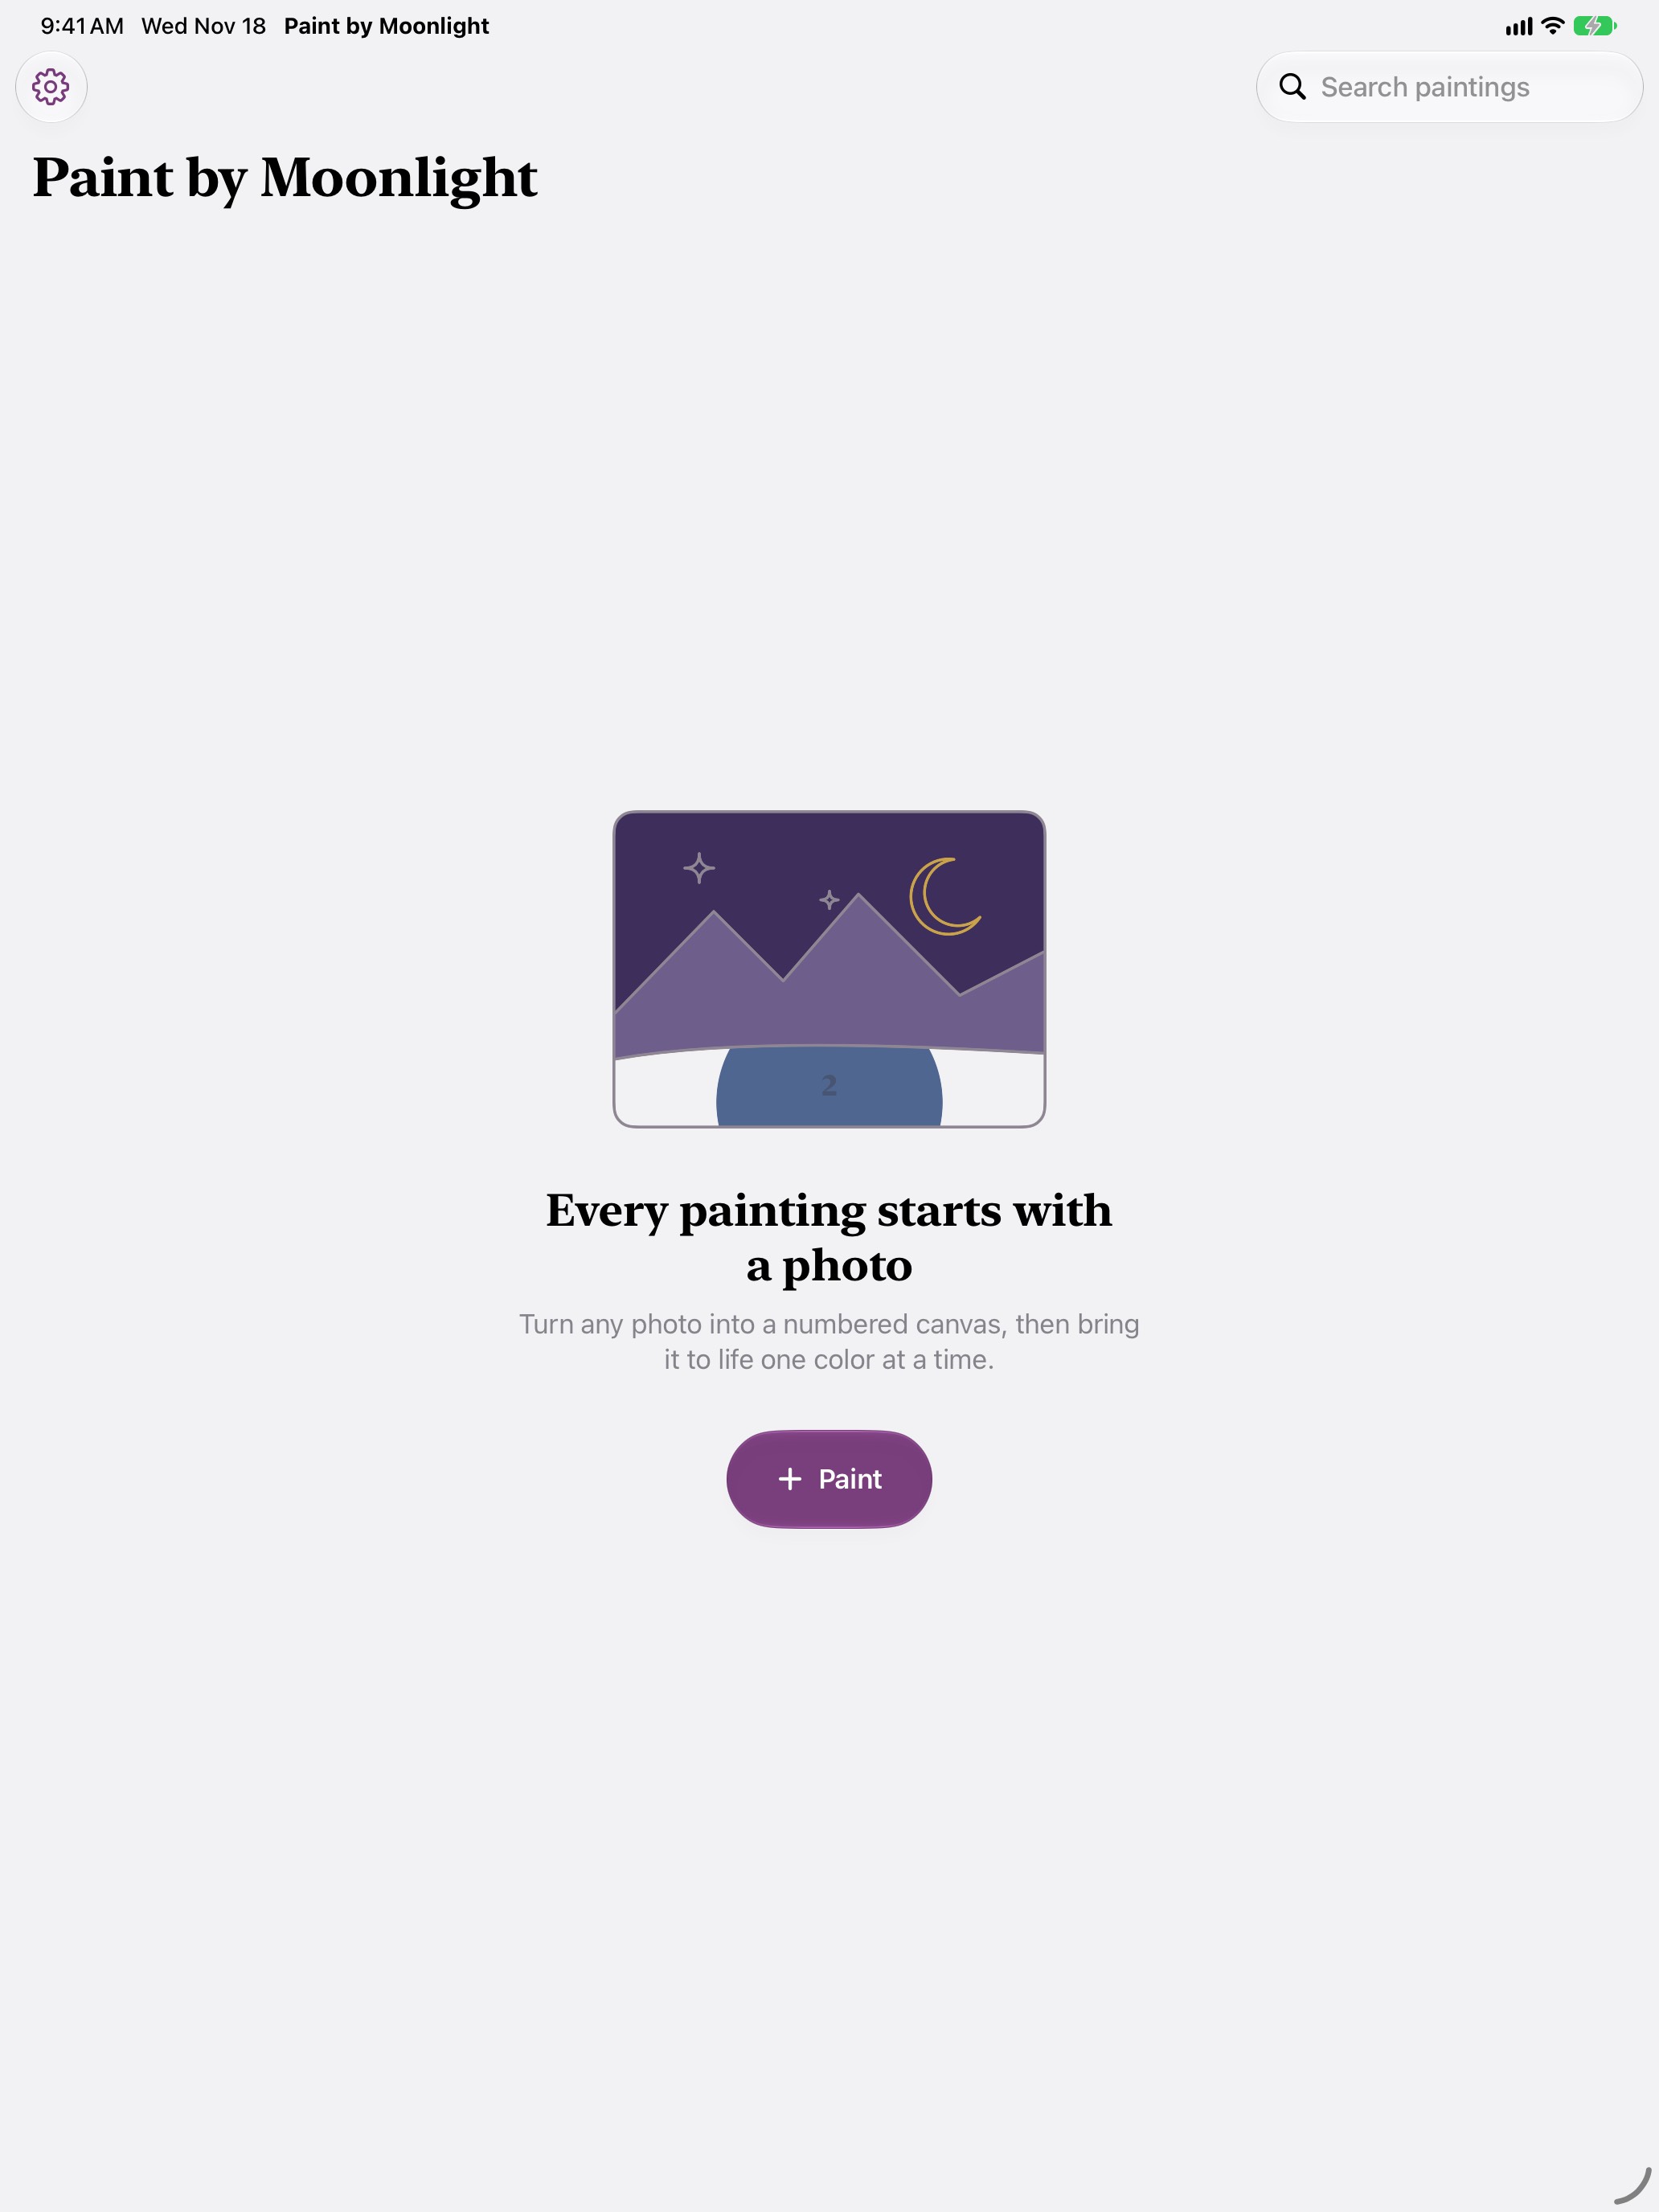 9:41 AM Wed Nov 18 Paint by Moonlight
Search paintings
Paint by Moonlight
2
Every painting starts with
a photo
Turn any photo into a numbered canvas, then bring
it to life one color at a time.
Paint